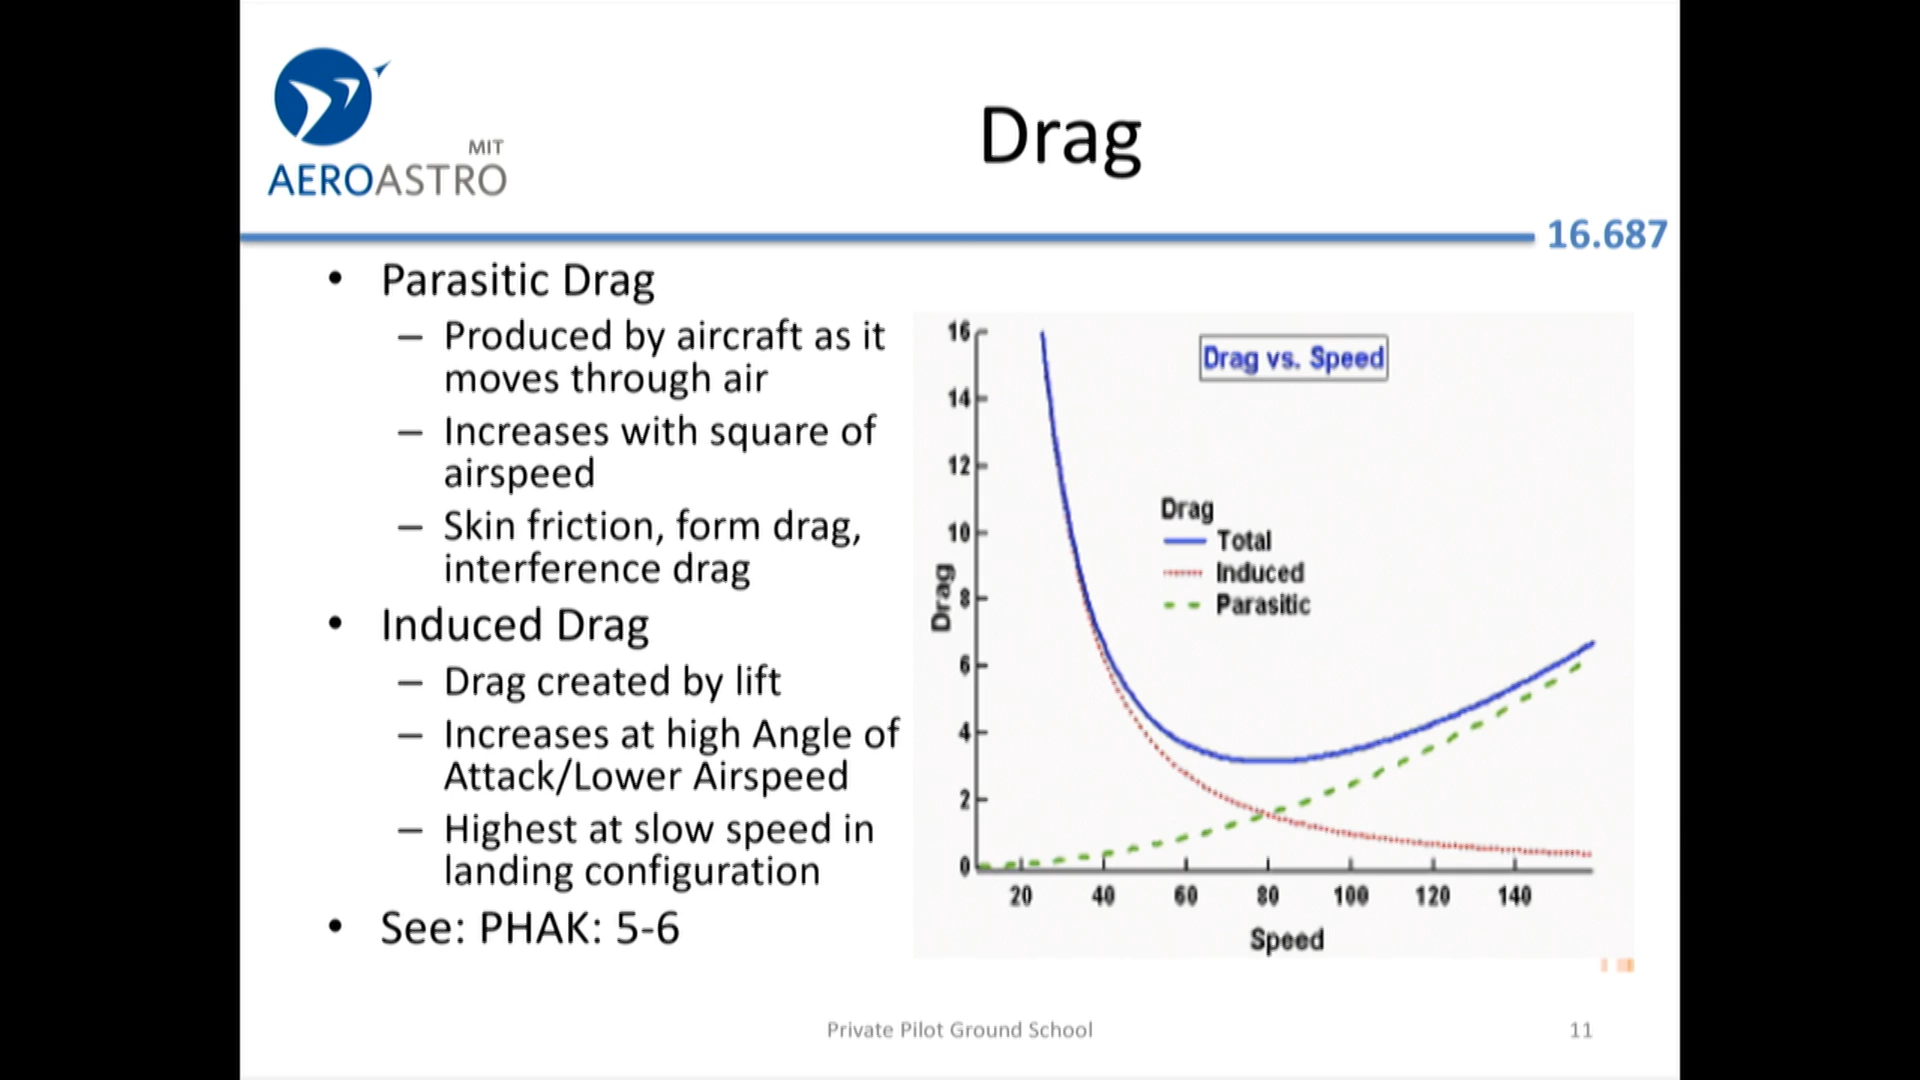 MIT
AEROASTRO
Drag
16.687
• Parasitic Drag
– Produced by aircraft as it
moves through air
– Increases with square of
airspeed
– Skin friction, form drag,
interference drag
• Induced Drag
– Drag created by lift
– Increases at high Angle of
Attack/Lower Airspeed
– Highest at slow speed in
landing configuration
• See: PHAK: 5-6
Drag vs. Speed
16
14
12
10
8
6
4
2
0
Drag
Drag
Total
Induced
Parasitic
20 40 60 80 100 120 140
Speed
Private Pilot Ground School
11